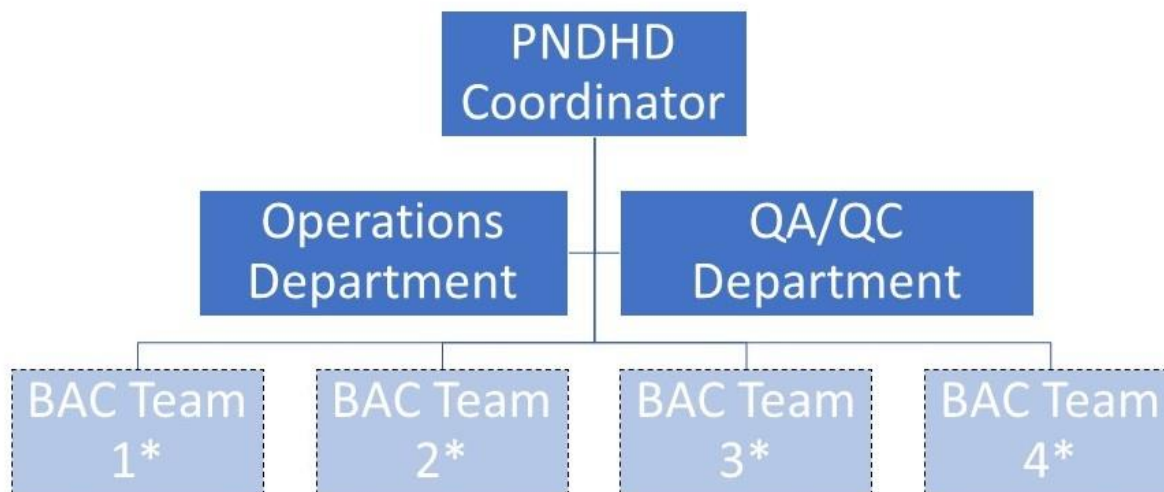 PNDHD
Coordinator
Operations
Department
QA/QC
Department
BAC Team
1*
BAC Team
2*
BAC Team
3*
BAC Team
4*